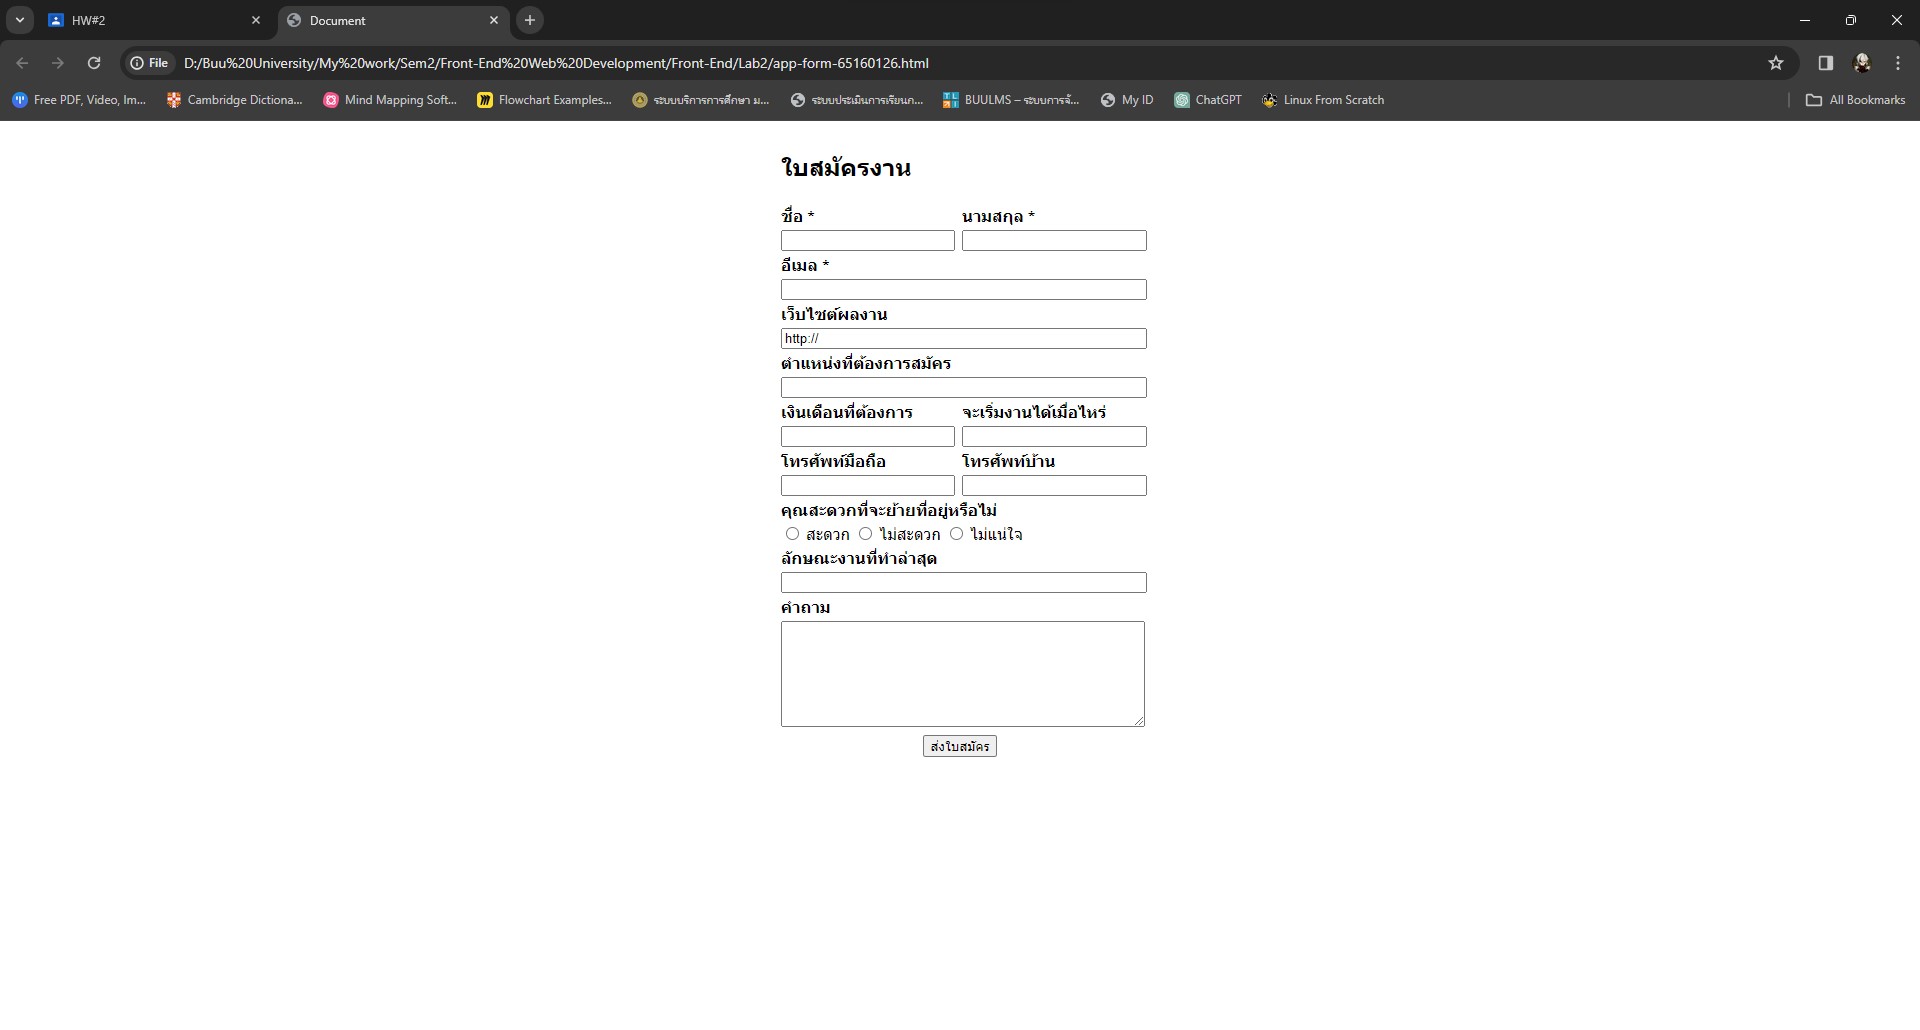 HW#2
Document
File
D:/Buu%20University/My%20work/Sem2/Front-End%20Web%20Development/Front-End/Lab2/app-form-65160126.html
Free PDF, Video, Im...
Cambridge Dictiona...
Mind Mapping Soft...
Flowchart Examples...
ระบบบริการการศึกษา ม...
ระบบประเมินการเรียนก...
BUULMS – ระบบการจั...
My ID
ChatGPT
Linux From Scratch
All Bookmarks
ใบสมัครงาน
ชื่อ * นามสกุล *
อีเมล *
เว็บไซต์ผลงาน
http://
ตำแหน่งที่ต้องการสมัคร
เงินเดือนที่ต้องการ จะเริ่มงานได้เมื่อไหร่
โทรศัพท์มือถือ โทรศัพท์บ้าน
คุณสะดวกที่จะย้ายที่อยู่หรือไม่
สะดวก ไม่สะดวก ไม่แน่ใจ
ลักษณะงานที่ทำล่าสุด
คำถาม
ส่งใบสมัคร